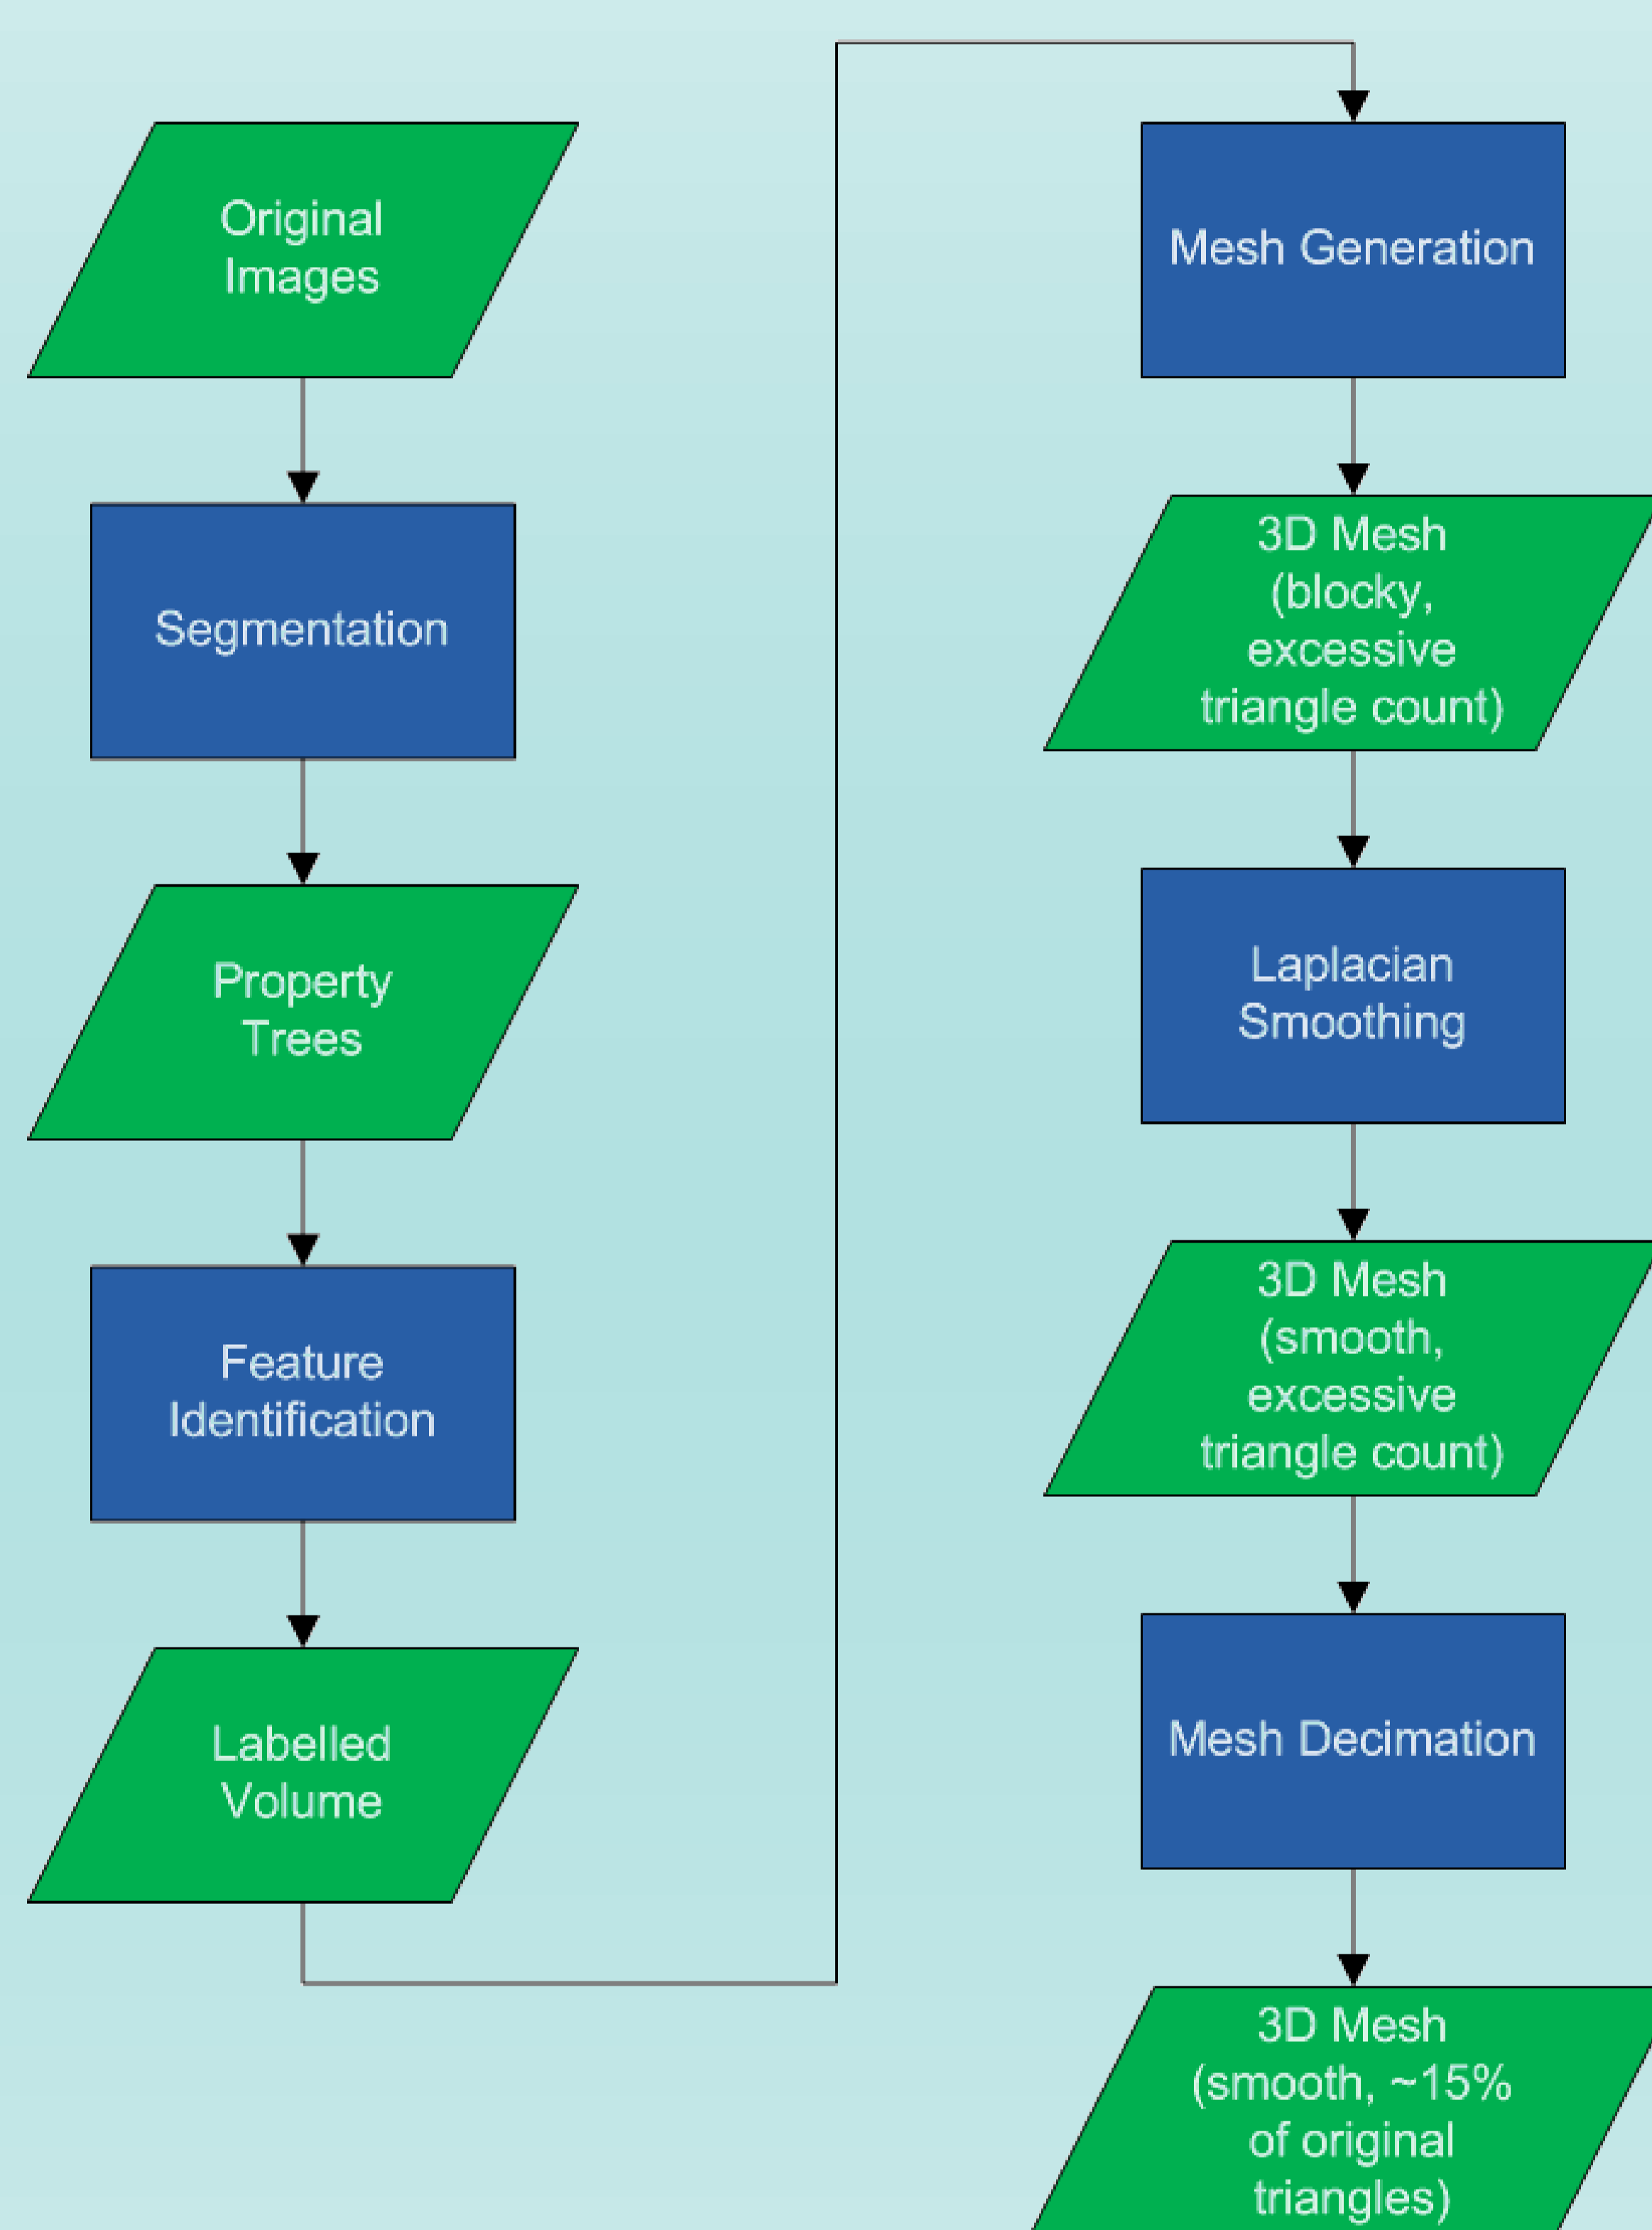 Original
Images
Segmentation
Property
Trees
Feature
Identification
Labelled
Volume
Mesh Generation
3D Mesh
(blocky,
excessive
triangle count)
Laplacian
Smoothing
3D Mesh
(smooth,
excessive
triangle count)
Mesh Decimation
3D Mesh
(smooth, ~15%
of original
triangles)